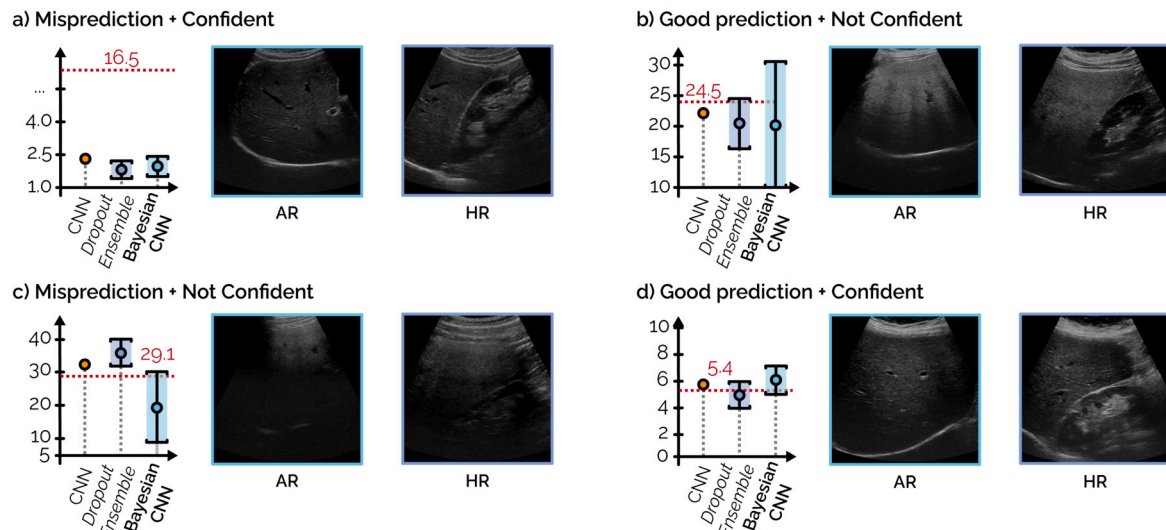 a) Misprediction + Confident
16.5
...
4.0
2.5
1.0
CNN
Dropout
Ensemble
Bayesian
CNN
AR
HR
b) Good prediction + Not Confident
30
25
24.5
20
15
10
CNN
Dropout
Ensemble
Bayesian
CNN
AR
HR
c) Misprediction + Not Confident
40
29.1
30
20
10
5
CNN
Dropout
Ensemble
Bayesian
CNN
AR
HR
d) Good prediction + Confident
10
8
5.4
6
4
2
0
CNN
Dropout
Ensemble
Bayesian
CNN
AR
HR